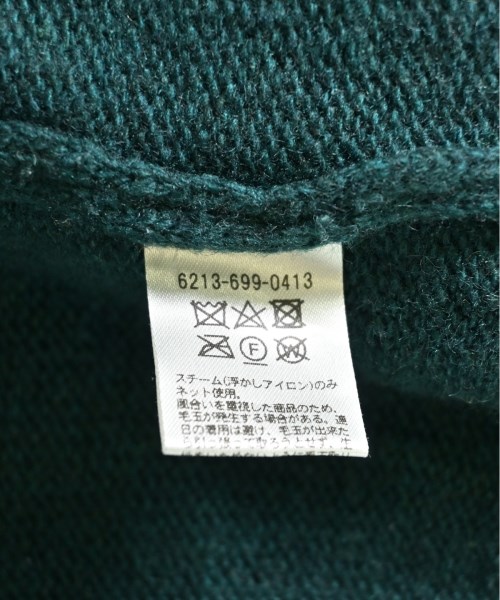 6213-699-0413
F W
スチーム(浮かしアイロン)のみ
ネット使用。
風合いを重視した商品のため、
毛玉が発生する場合がある。連
日の着用は避け、毛玉が出来た